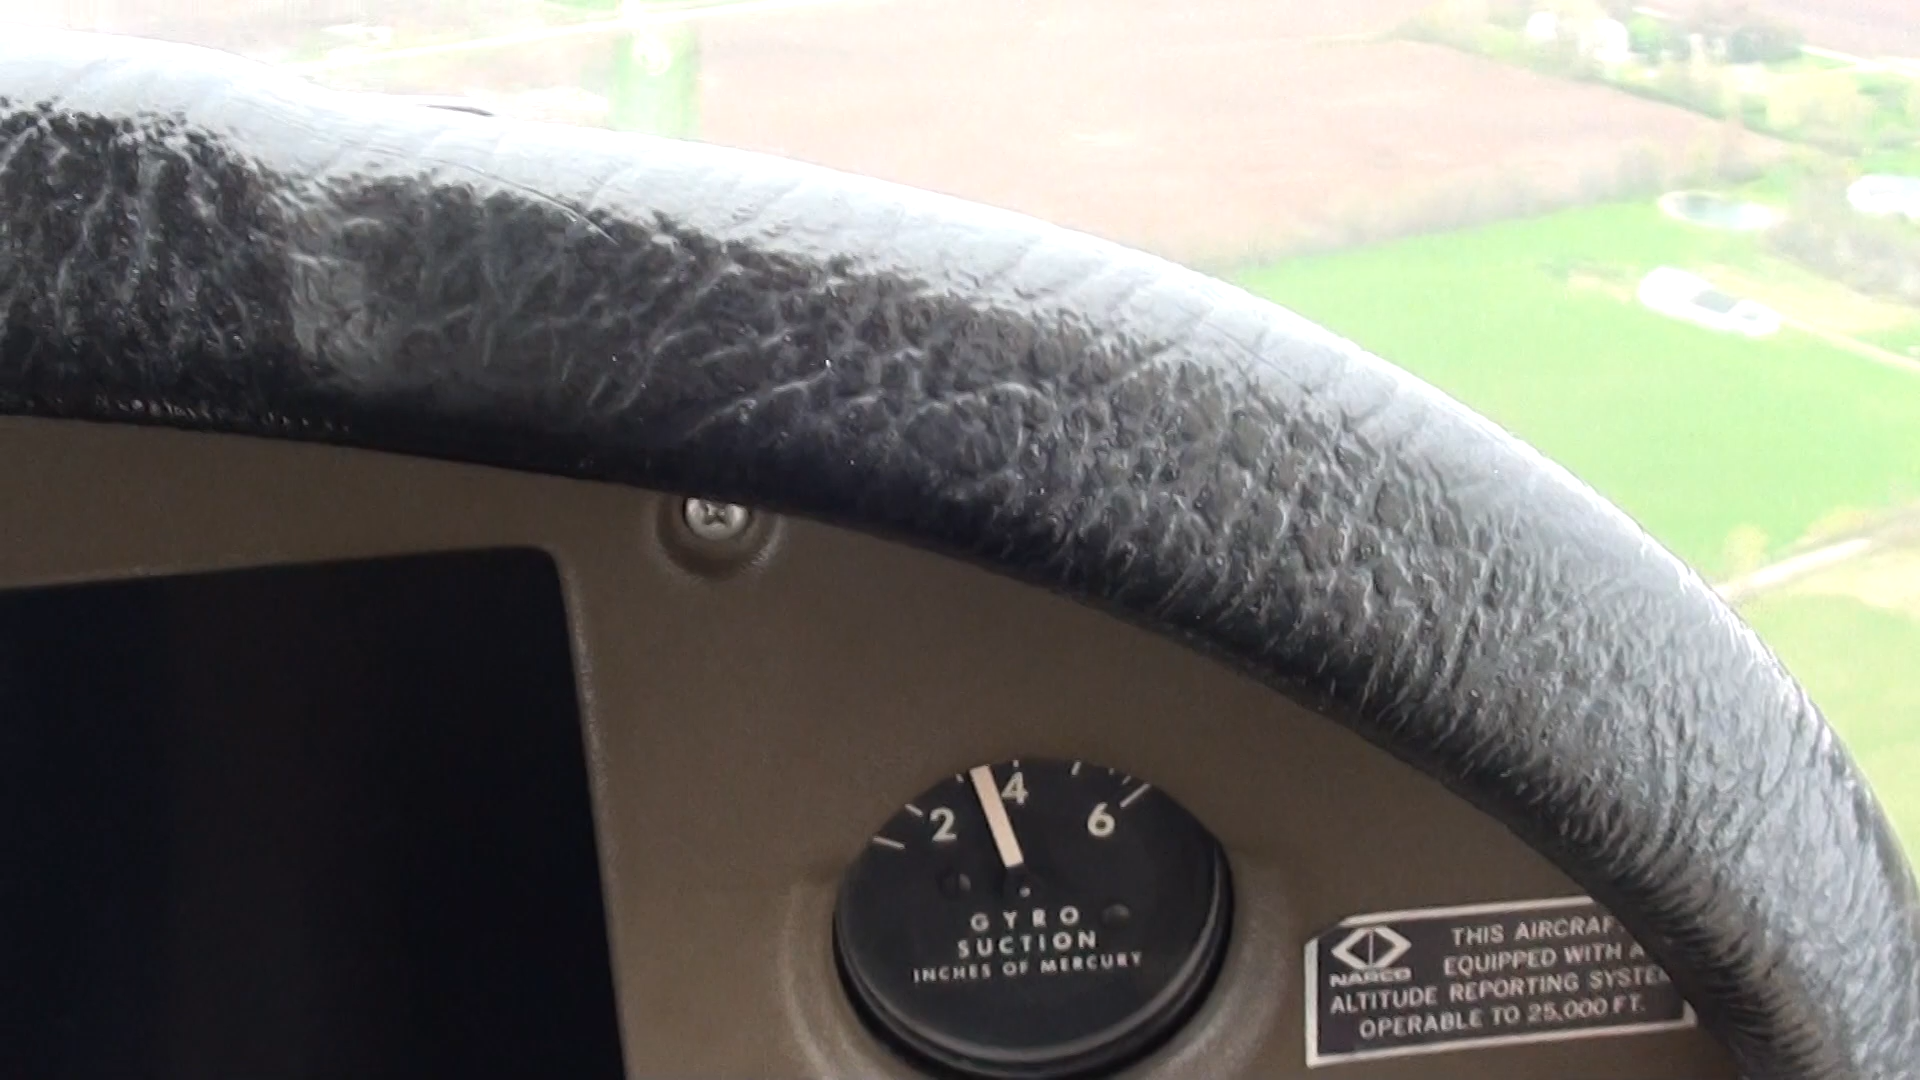 2 4 6
GYRO
SUCTION
INCHES OF MERCURY
NARCO
THIS AIRCRAF
EQUIPPED WITH A
ALTITUDE REPORTING SYSTEM
OPERABLE TO 25,000 FT.